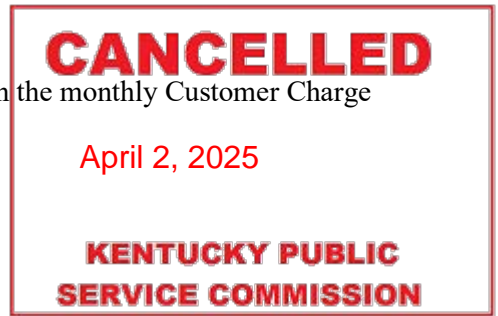 CANCELLED
the monthly Customer Charge
April 2, 2025
KENTUCKY PUBLIC
SERVICE COMMISSION